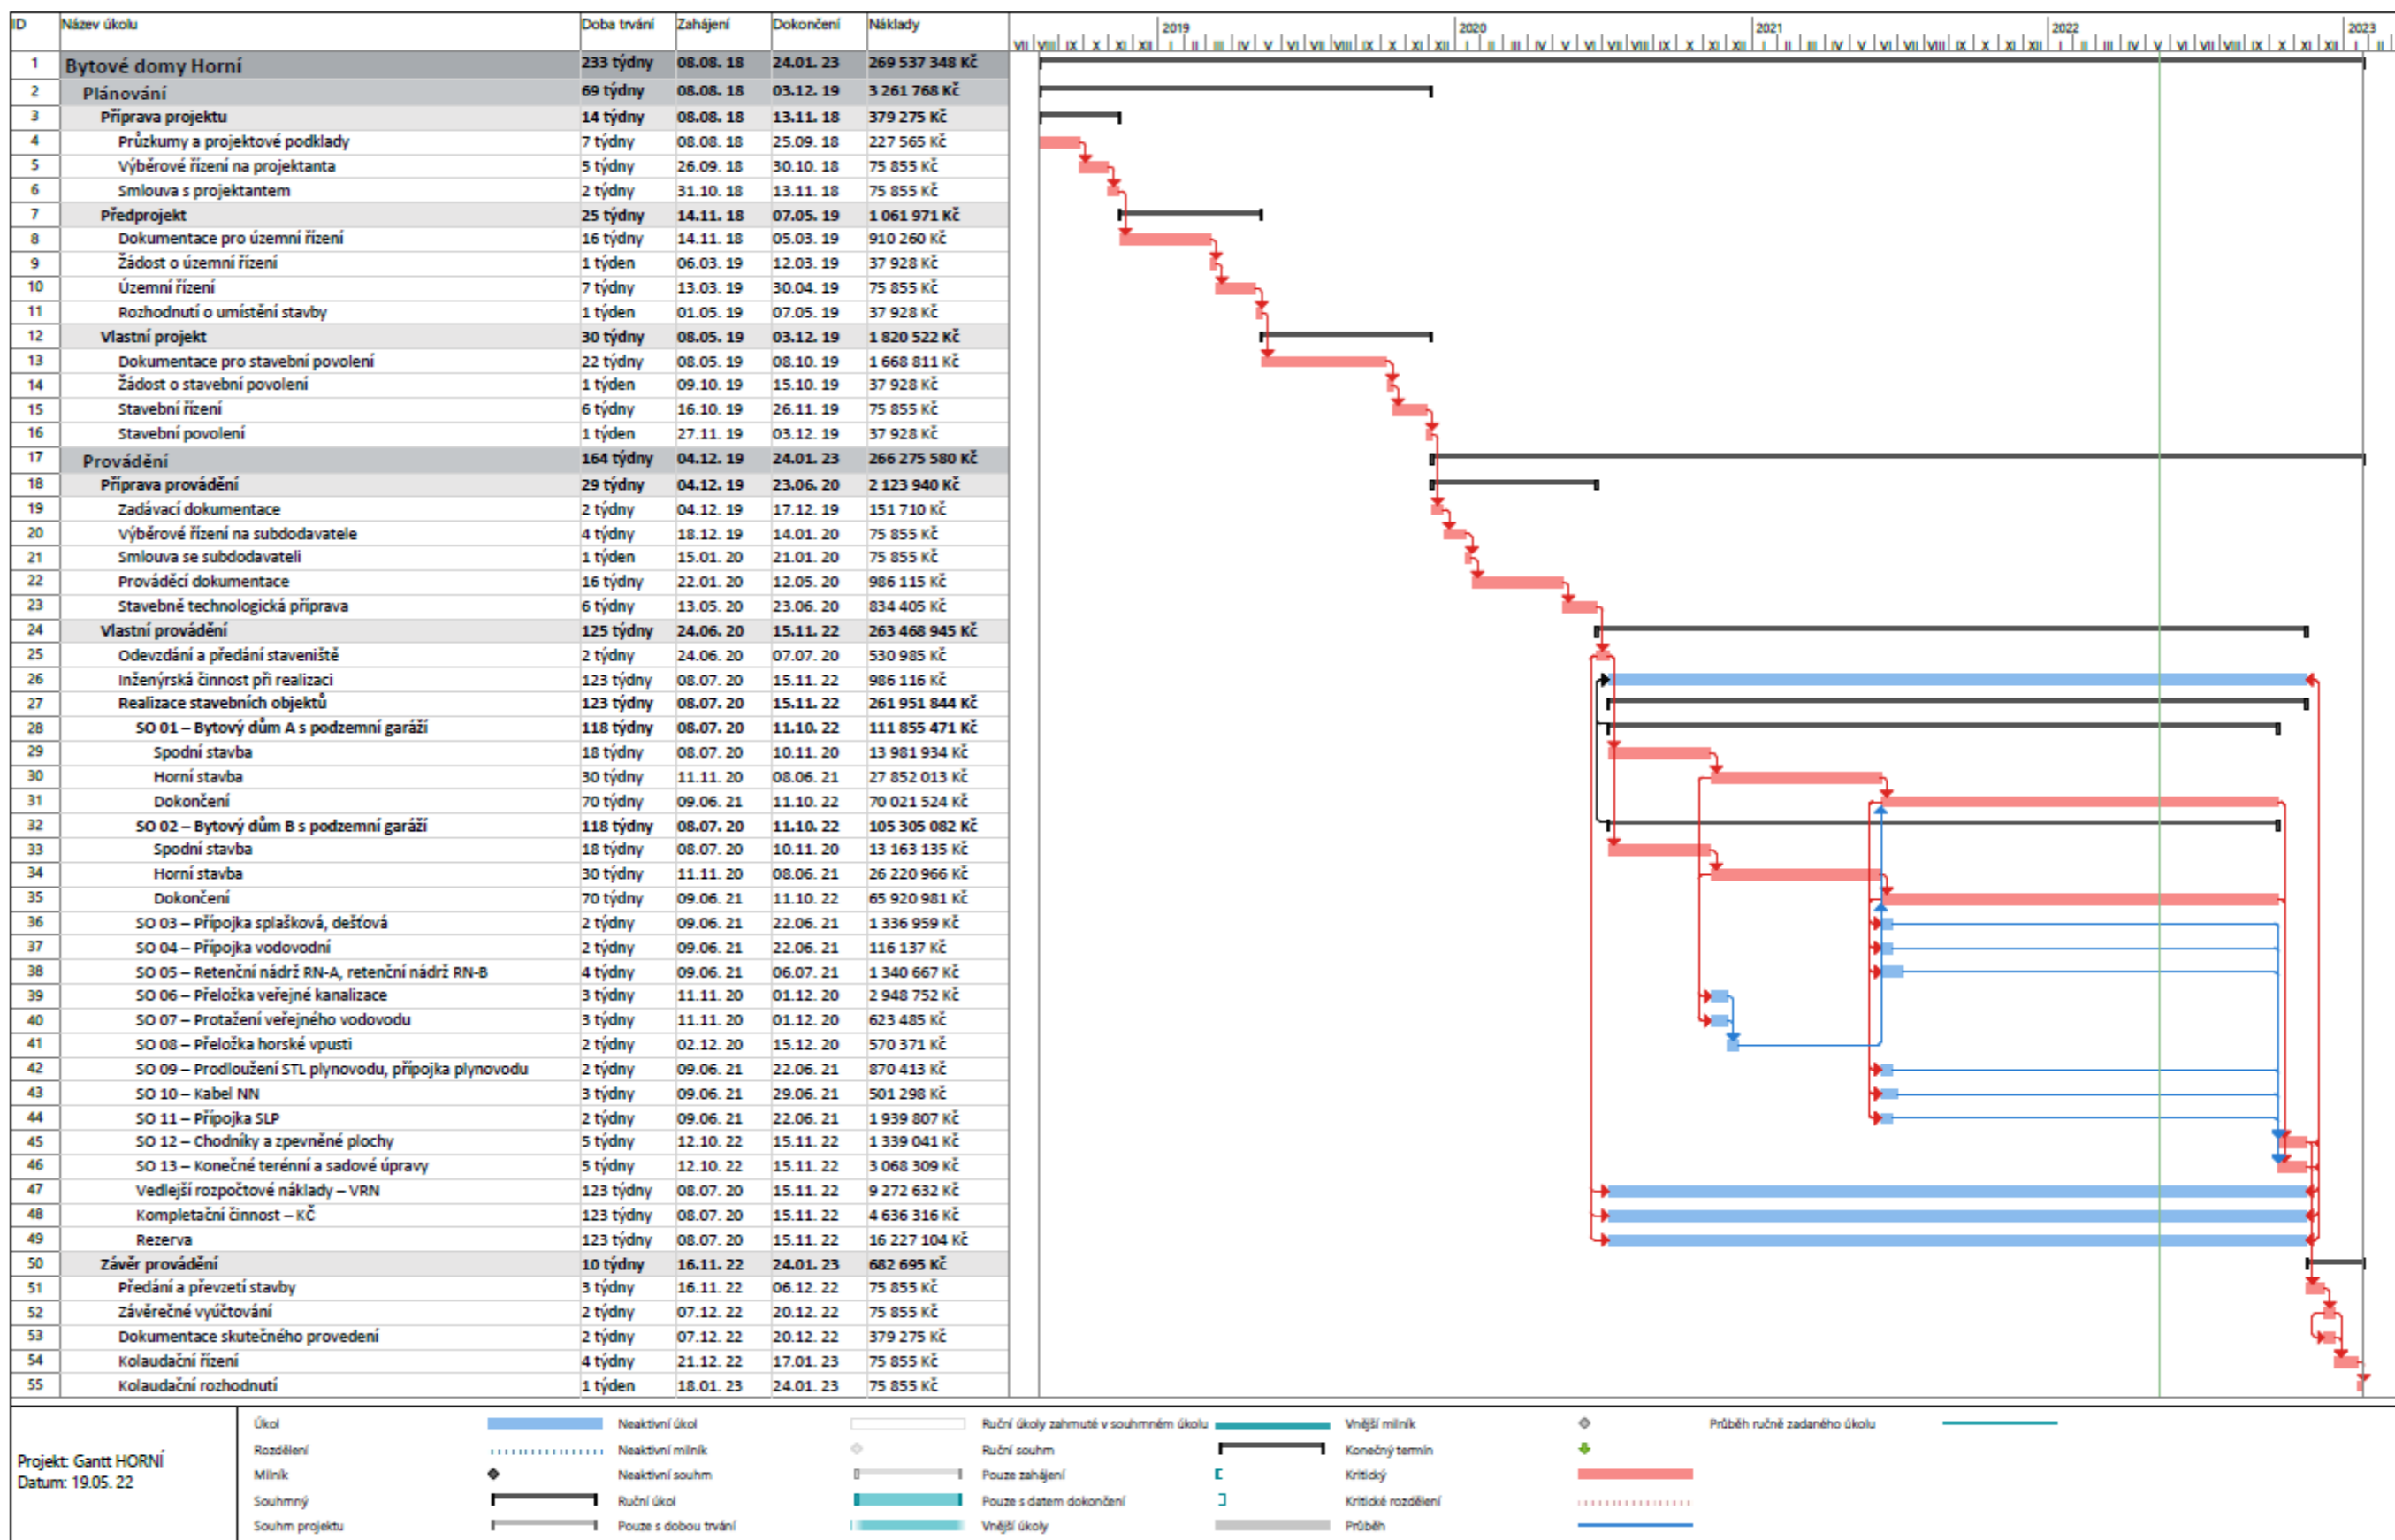 ID Název úkolu Doba trvání Zahájení Dokončení Náklady
2019 2020 2021 2022 2023
VII VIII IX X XI XII I II III IV V VI VII VIII IX X XI XII I II III IV V VI VII VIII IX X XI XII I II III IV V VI VII VIII IX X XI XII I II III IV V VI VII VIII IX X XI XII I II
1 Bytové domy Horní 233 týdny 08.08. 18 24.01. 23 269 537 348 Kč
2 Plánování 69 týdny 08.08. 18 03.12. 19 3 261 768 Kč
3 Příprava projektu 14 týdny 08.08. 18 13.11. 18 379 275 Kč
4 Průzkumy a projektové podklady 7 týdny 08.08. 18 25.09. 18 227 565 Kč
5 Výběrové řízení na projektanta 5 týdny 26.09. 18 30.10. 18 75 855 Kč
6 Smlouva s projektantem 2 týdny 31.10. 18 13.11. 18 75 855 Kč
7 Předprojekt 25 týdny 14.11. 18 07.05. 19 1 061 971 Kč
8 Dokumentace pro územní řízení 16 týdny 14.11. 18 05.03. 19 910 260 Kč
9 Žádost o územní řízení 1 týden 06.03. 19 12.03. 19 37 928 Kč
10 Územní řízení 7 týdny 13.03. 19 30.04. 19 75 855 Kč
11 Rozhodnutí o umístění stavby 1 týden 01.05. 19 07.05. 19 37 928 Kč
12 Vlastní projekt 30 týdny 08.05. 19 03.12. 19 1 820 522 Kč
13 Dokumentace pro stavební povolení 22 týdny 08.05. 19 08.10. 19 1 668 811 Kč
14 Žádost o stavební povolení 1 týden 09.10. 19 15.10. 19 37 928 Kč
15 Stavební řízení 6 týdny 16.10. 19 26.11. 19 75 855 Kč
16 Stavební povolení 1 týden 27.11. 19 03.12. 19 37 928 Kč
17 Provádění 164 týdny 04.12. 19 24.01. 23 266 275 580 Kč
18 Příprava provádění 29 týdny 04.12. 19 23.06. 20 2 123 940 Kč
19 Zadávací dokumentace 2 týdny 04.12. 19 17.12. 19 151 710 Kč
20 Výběrové řízení na subdodavatele 4 týdny 18.12. 19 14.01. 20 75 855 Kč
21 Smlouva se subdodavateli 1 týden 15.01. 20 21.01. 20 75 855 Kč
22 Prováděcí dokumentace 16 týdny 22.01. 20 12.05. 20 986 115 Kč
23 Stavebně technologická příprava 6 týdny 13.05. 20 23.06. 20 834 405 Kč
24 Vlastní provádění 125 týdny 24.06. 20 15.11. 22 263 468 945 Kč
25 Odevzdání a předání staveniště 2 týdny 24.06. 20 07.07. 20 530 985 Kč
26 Inženýrská činnost při realizaci 123 týdny 08.07. 20 15.11. 22 986 116 Kč
27 Realizace stavebních objektů 123 týdny 08.07. 20 15.11. 22 261 951 844 Kč
28 SO 01 – Bytový dům A s podzemní garáží 118 týdny 08.07. 20 11.10. 22 111 855 471 Kč
29 Spodní stavba 18 týdny 08.07. 20 10.11. 20 13 981 934 Kč
30 Horní stavba 30 týdny 11.11. 20 08.06. 21 27 852 013 Kč
31 Dokončení 70 týdny 09.06. 21 11.10. 22 70 021 524 Kč
32 SO 02 – Bytový dům B s podzemní garáží 118 týdny 08.07. 20 11.10. 22 105 305 082 Kč
33 Spodní stavba 18 týdny 08.07. 20 10.11. 20 13 163 135 Kč
34 Horní stavba 30 týdny 11.11. 20 08.06. 21 26 220 966 Kč
35 Dokončení 70 týdny 09.06. 21 11.10. 22 65 920 981 Kč
36 SO 03 – Přípojka splašková, dešťová 2 týdny 09.06. 21 22.06. 21 1 336 959 Kč
37 SO 04 – Přípojka vodovodní 2 týdny 09.06. 21 22.06. 21 116 137 Kč
38 SO 05 – Retenční nádrž RN-A, retenční nádrž RN-B 4 týdny 09.06. 21 06.07. 21 1 340 667 Kč
39 SO 06 – Přeložka veřejné kanalizace 3 týdny 11.11. 20 01.12. 20 2 948 752 Kč
40 SO 07 – Protažení veřejného vodovodu 3 týdny 11.11. 20 01.12. 20 623 485 Kč
41 SO 08 – Přeložka horské vpusti 2 týdny 02.12. 20 15.12. 20 570 371 Kč
42 SO 09 – Prodloužení STL plynovodu, přípojka plynovodu 2 týdny 09.06. 21 22.06. 21 870 413 Kč
43 SO 10 – Kabel NN 3 týdny 09.06. 21 29.06. 21 501 298 Kč
44 SO 11 – Přípojka SLP 2 týdny 09.06. 21 22.06. 21 1 939 807 Kč
45 SO 12 – Chodníky a zpevněné plochy 5 týdny 12.10. 22 15.11. 22 1 339 041 Kč
46 SO 13 – Konečné terénní a sadové úpravy 5 týdny 12.10. 22 15.11. 22 3 068 309 Kč
47 Vedlejší rozpočtové náklady – VRN 123 týdny 08.07. 20 15.11. 22 9 272 632 Kč
48 Kompletační činnost – KČ 123 týdny 08.07. 20 15.11. 22 4 636 316 Kč
49 Rezerva 123 týdny 08.07. 20 15.11. 22 16 227 104 Kč
50 Závěr provádění 10 týdny 16.11. 22 24.01. 23 682 695 Kč
51 Předání a převzetí stavby 3 týdny 16.11. 22 06.12. 22 75 855 Kč
52 Závěrečné vyúčtování 2 týdny 07.12. 22 20.12. 22 75 855 Kč
53 Dokumentace skutečného provedení 2 týdny 07.12. 22 20.12. 22 379 275 Kč
54 Kolaudační řízení 4 týdny 21.12. 22 17.01. 23 75 855 Kč
55 Kolaudační rozhodnutí 1 týden 18.01. 23 24.01. 23 75 855 Kč
Projekt: Gantt HORNÍ
Datum: 19.05. 22
Úkol Neaktivní úkol Ruční úkoly zahrnuté v souhrnném úkolu Vnější milník Průběh ručně zadaného úkolu
Rozdělení Neaktivní milník Ruční souhrn Konečný termín
Milník Neaktivní souhrn Pouze zahájení Kritický
Souhrnný Ruční úkol Pouze s datem dokončení Kritické rozdělení
Souhrn projektu Pouze s dobou trvání Vnější úkoly Průběh